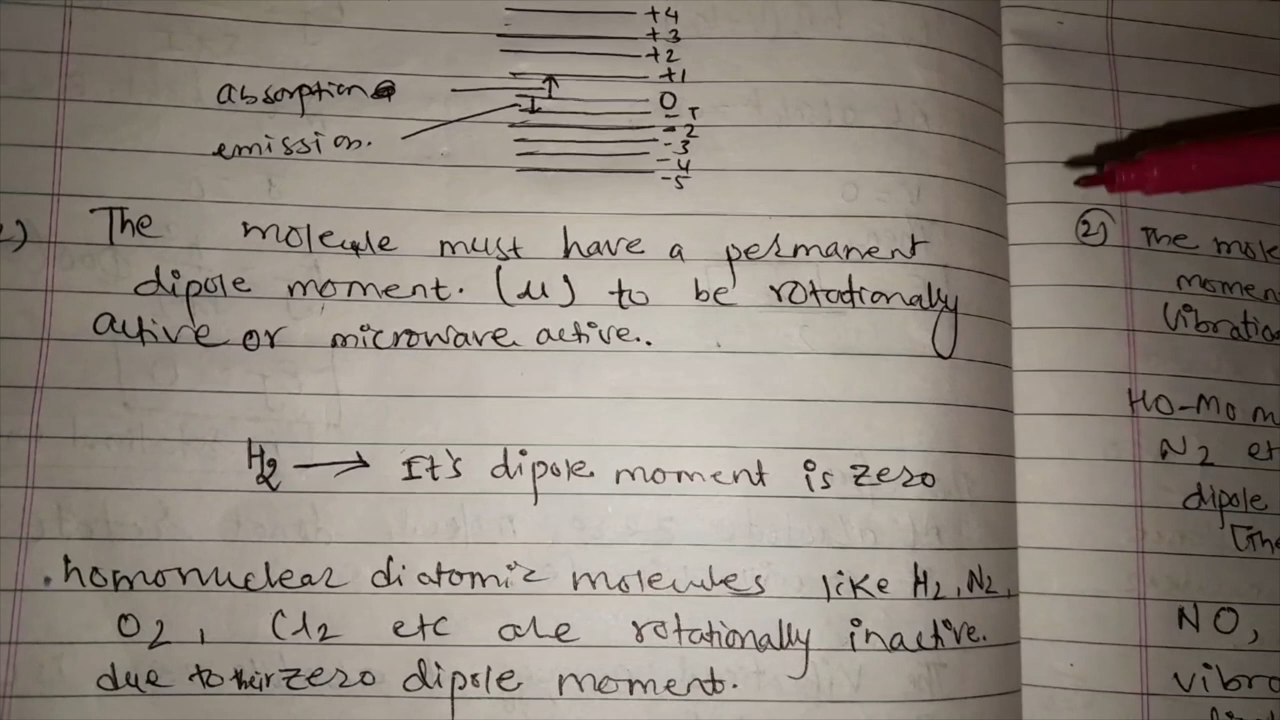 +4
+3
+2
+1
absorption
0
emission.
-2
-3
-4
-5
The molecule must have a permanent
dipole moment. (μ) to be rotationally
active or microwave active..
H2 → It's dipole moment is zero
homonuclear diatomic molecules like H2, N2,
O2, Cl2 etc are rotationally inactive.
due to their zero dipole moment.
2) The mole
momen
Vibratio
HO-Mo m
N2 et
dipole
NO,
vibro